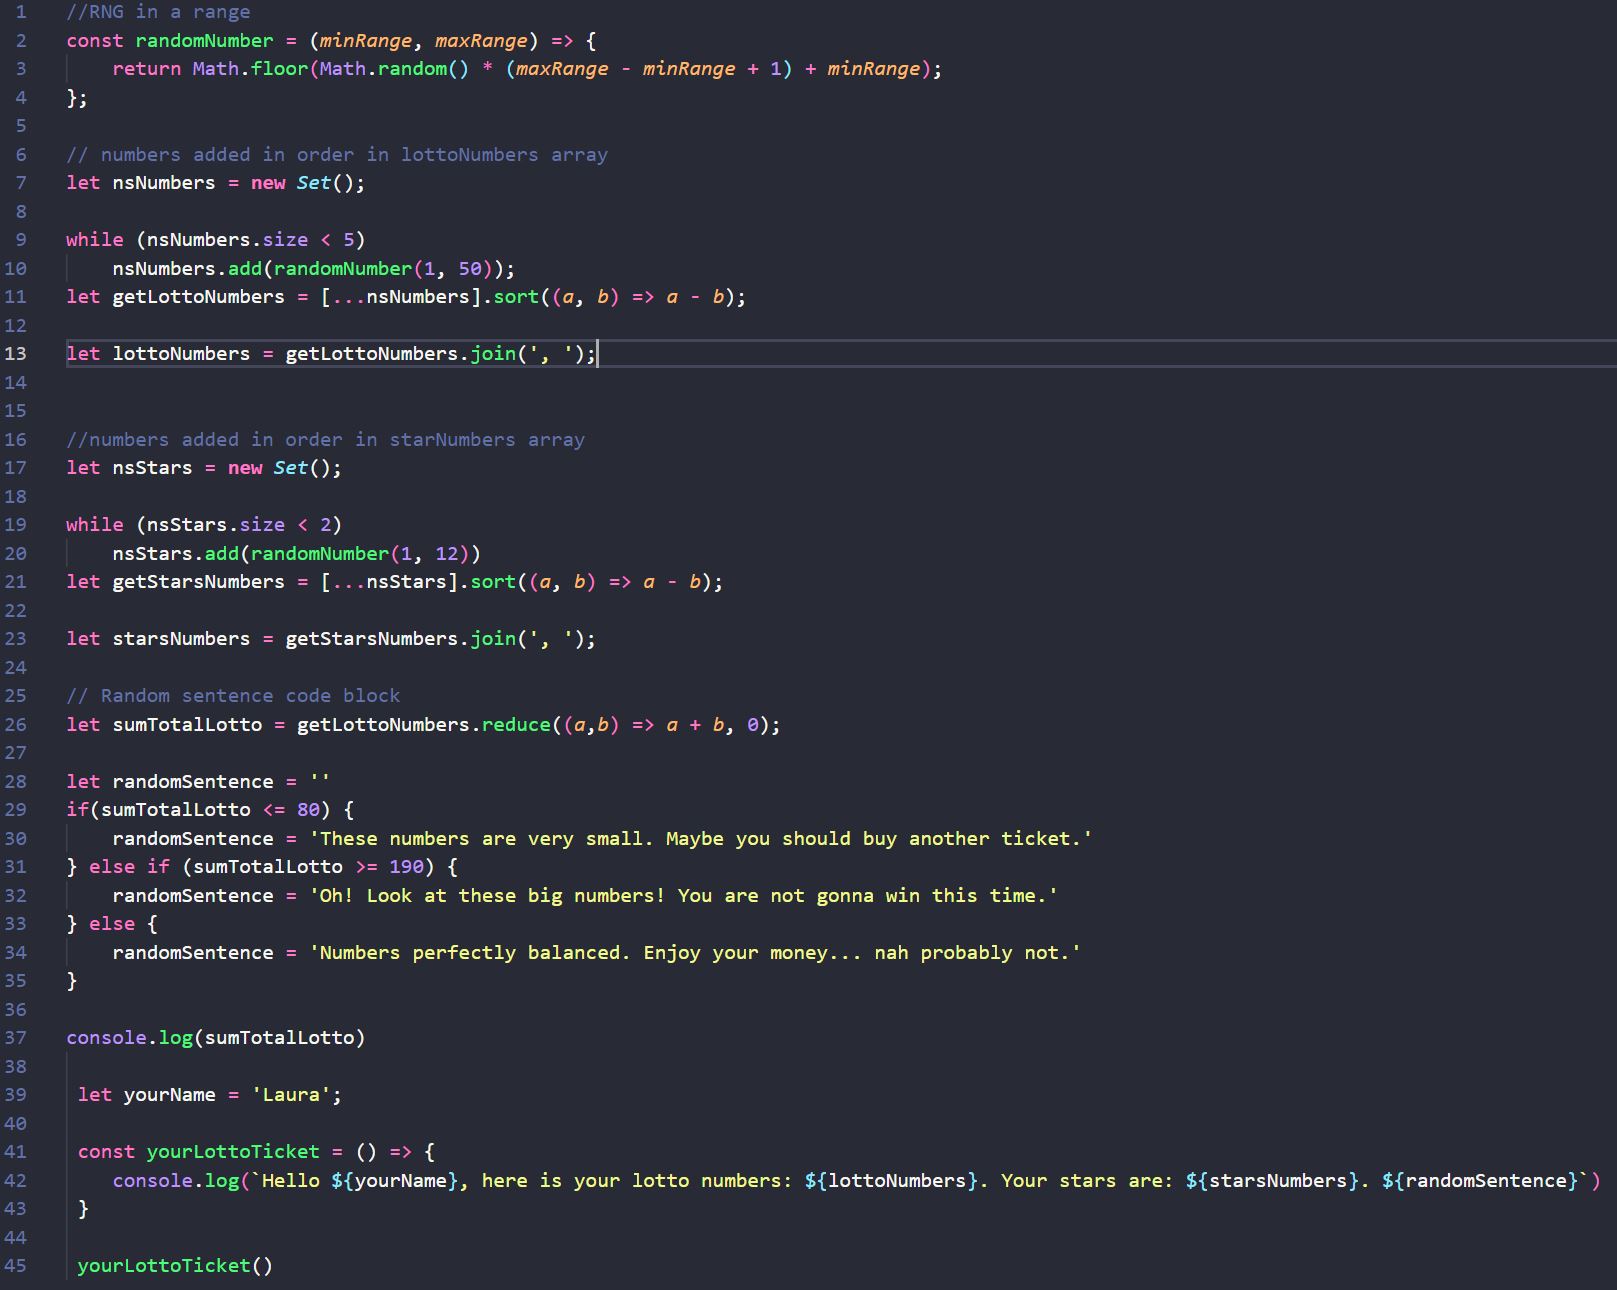 1 //RNG in a range
2 const randomNumber = (minRange, maxRange) => {
3     return Math.floor(Math.random() * (maxRange - minRange + 1) + minRange);
4 };
5
6 // numbers added in order in lottoNumbers array
7 let nsNumbers = new Set();
8
9 while (nsNumbers.size < 5)
10     nsNumbers.add(randomNumber(1, 50));
11 let getLottoNumbers = [...nsNumbers].sort((a, b) => a - b);
12
13 let lottoNumbers = getLottoNumbers.join(', ');
14
15
16 //numbers added in order in starNumbers array
17 let nsStars = new Set();
18
19 while (nsStars.size < 2)
20     nsStars.add(randomNumber(1, 12))
21 let getStarsNumbers = [...nsStars].sort((a, b) => a - b);
22
23 let starsNumbers = getStarsNumbers.join(', ');
24
25 // Random sentence code block
26 let sumTotalLotto = getLottoNumbers.reduce((a,b) => a + b, 0);
27
28 let randomSentence = ''
29 if(sumTotalLotto <= 80) {
30     randomSentence = 'These numbers are very small. Maybe you should buy another ticket.'
31 } else if (sumTotalLotto >= 190) {
32     randomSentence = 'Oh! Look at these big numbers! You are not gonna win this time.'
33 } else {
34     randomSentence = 'Numbers perfectly balanced. Enjoy your money... nah probably not.'
35 }
36
37 console.log(sumTotalLotto)
38
39  let yourName = 'Laura';
40
41  const yourLottoTicket = () => {
42     console.log(`Hello ${yourName}, here is your lotto numbers: ${lottoNumbers}. Your stars are: ${starsNumbers}. ${randomSentence}`)
43  }
44
45  yourLottoTicket()